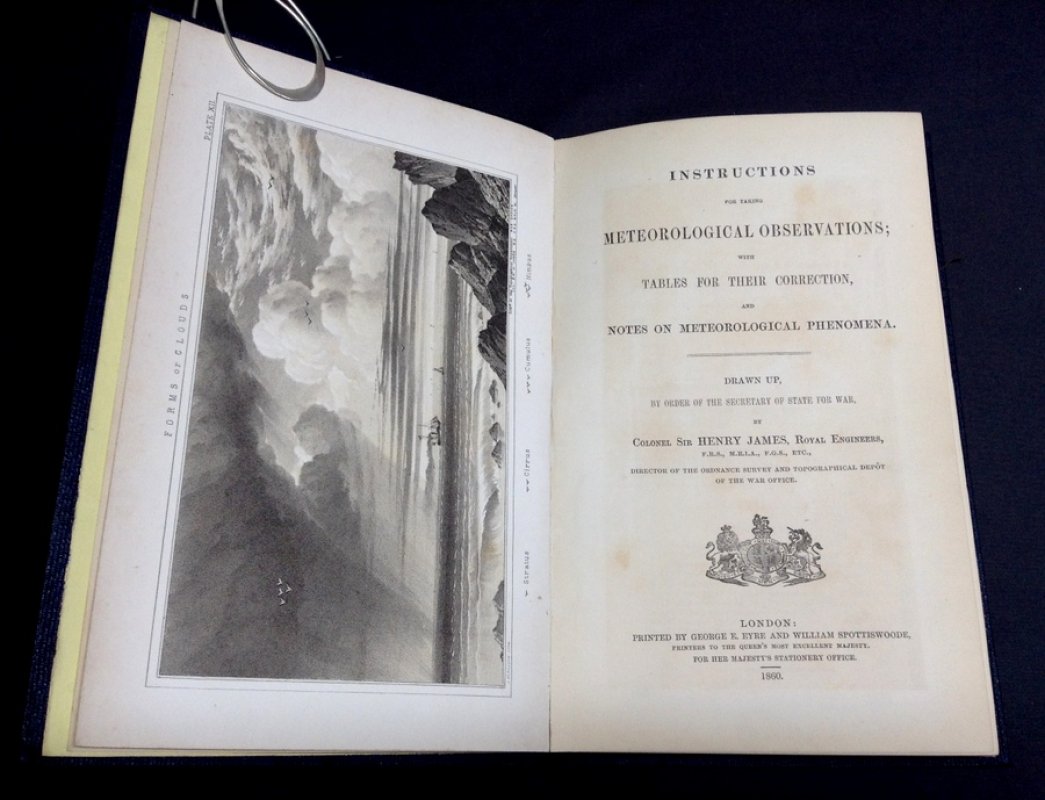 PLATE XII.
FORMS OF CLOUDS
Stratus
Cirrus
Cumulus
Nimbus
INSTRUCTIONS
FOR TAKING
METEOROLOGICAL OBSERVATIONS;
WITH
TABLES FOR THEIR CORRECTION,
AND
NOTES ON METEOROLOGICAL PHENOMENA.
DRAWN UP,
BY ORDER OF THE SECRETARY OF STATE FOR WAR,
BY
COLONEL SIR HENRY JAMES, ROYAL ENGINEERS,
F.R.S., M.R.I.A., F.G.S., ETC.,
DIRECTOR OF THE ORDNANCE SURVEY AND TOPOGRAPHICAL DEPÔT
OF THE WAR OFFICE.
LONDON:
PRINTED BY GEORGE E. EYRE AND WILLIAM SPOTTISWOODE,
PRINTERS TO THE QUEEN'S MOST EXCELLENT MAJESTY.
FOR HER MAJESTY'S STATIONERY OFFICE.
1860.